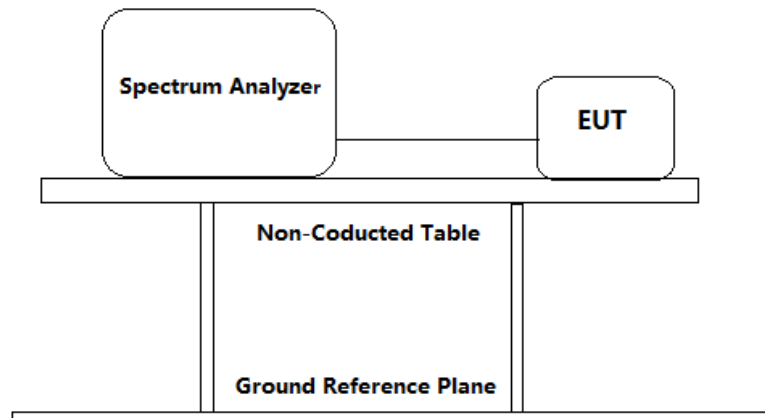 Spectrum Analyzer
EUT
Non-Coducted Table
Ground Reference Plane